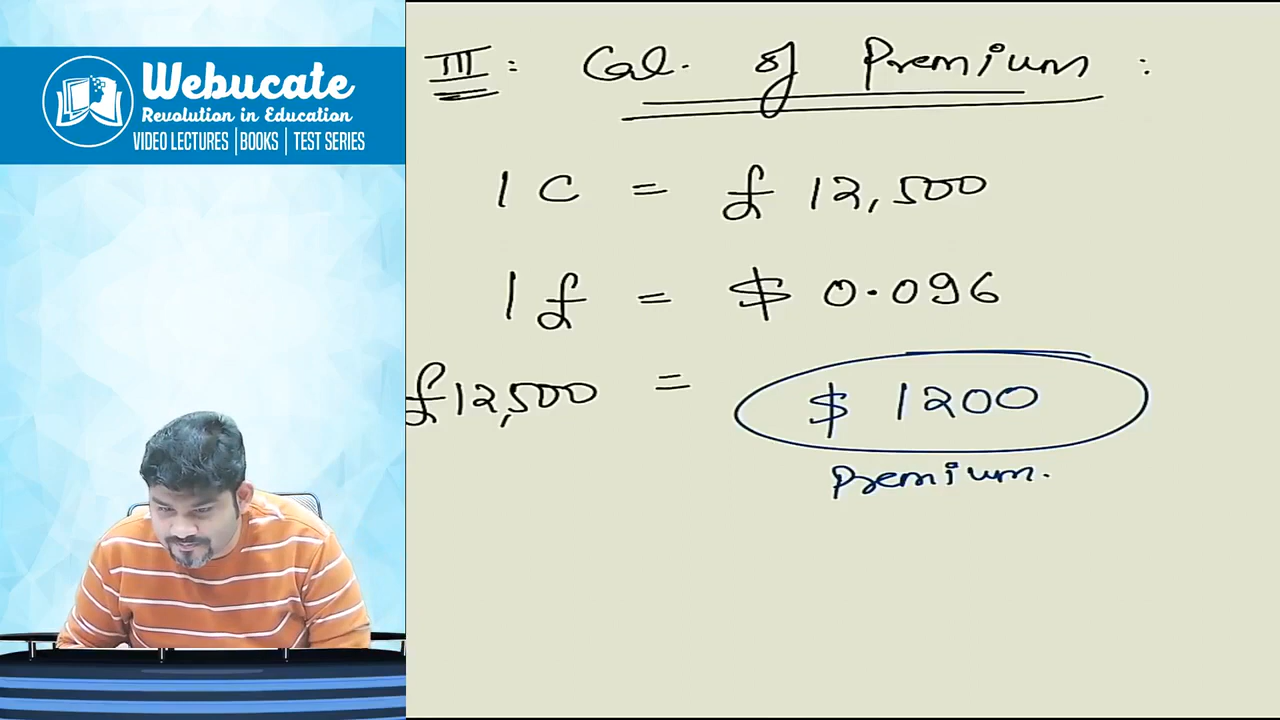 Webucate
Revolution in Education
VIDEO LECTURES | BOOKS | TEST SERIES
III : Cal. of Premium :
1 C = £ 12,500
1 £ = $ 0.096
£12,500 = $ 1200
Premium.